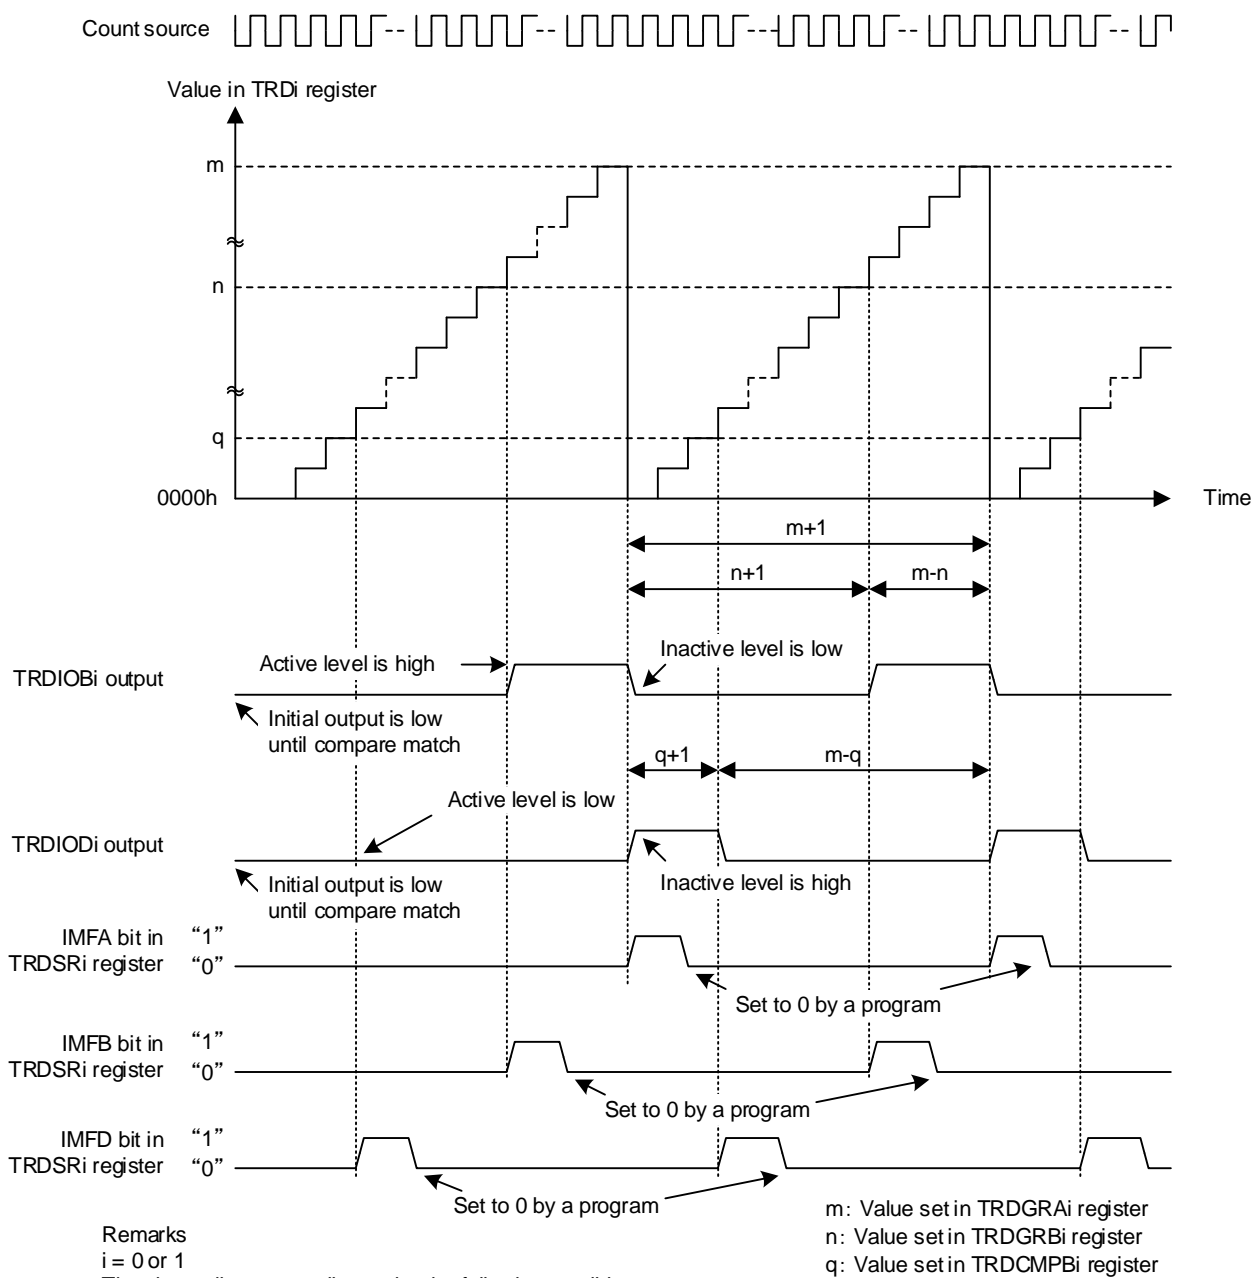 Count source
Value in TRDi register
m
n
q
0000h
Time
m+1
n+1
m-n
Active level is high
Inactive level is low
TRDIOBi output
Initial output is low
until compare match
q+1
m-q
Active level is low
TRDIODi output
Initial output is low
until compare match
Inactive level is high
IMFA bit in "1"
TRDSRi register "0"
Set to 0 by a program
IMFB bit in "1"
TRDSRi register "0"
Set to 0 by a program
IMFD bit in "1"
TRDSRi register "0"
Set to 0 by a program
m: Value set in TRDGRAi register
n: Value set in TRDGRBi register
q: Value set in TRDCMPBi register
Remarks
i = 0 or 1